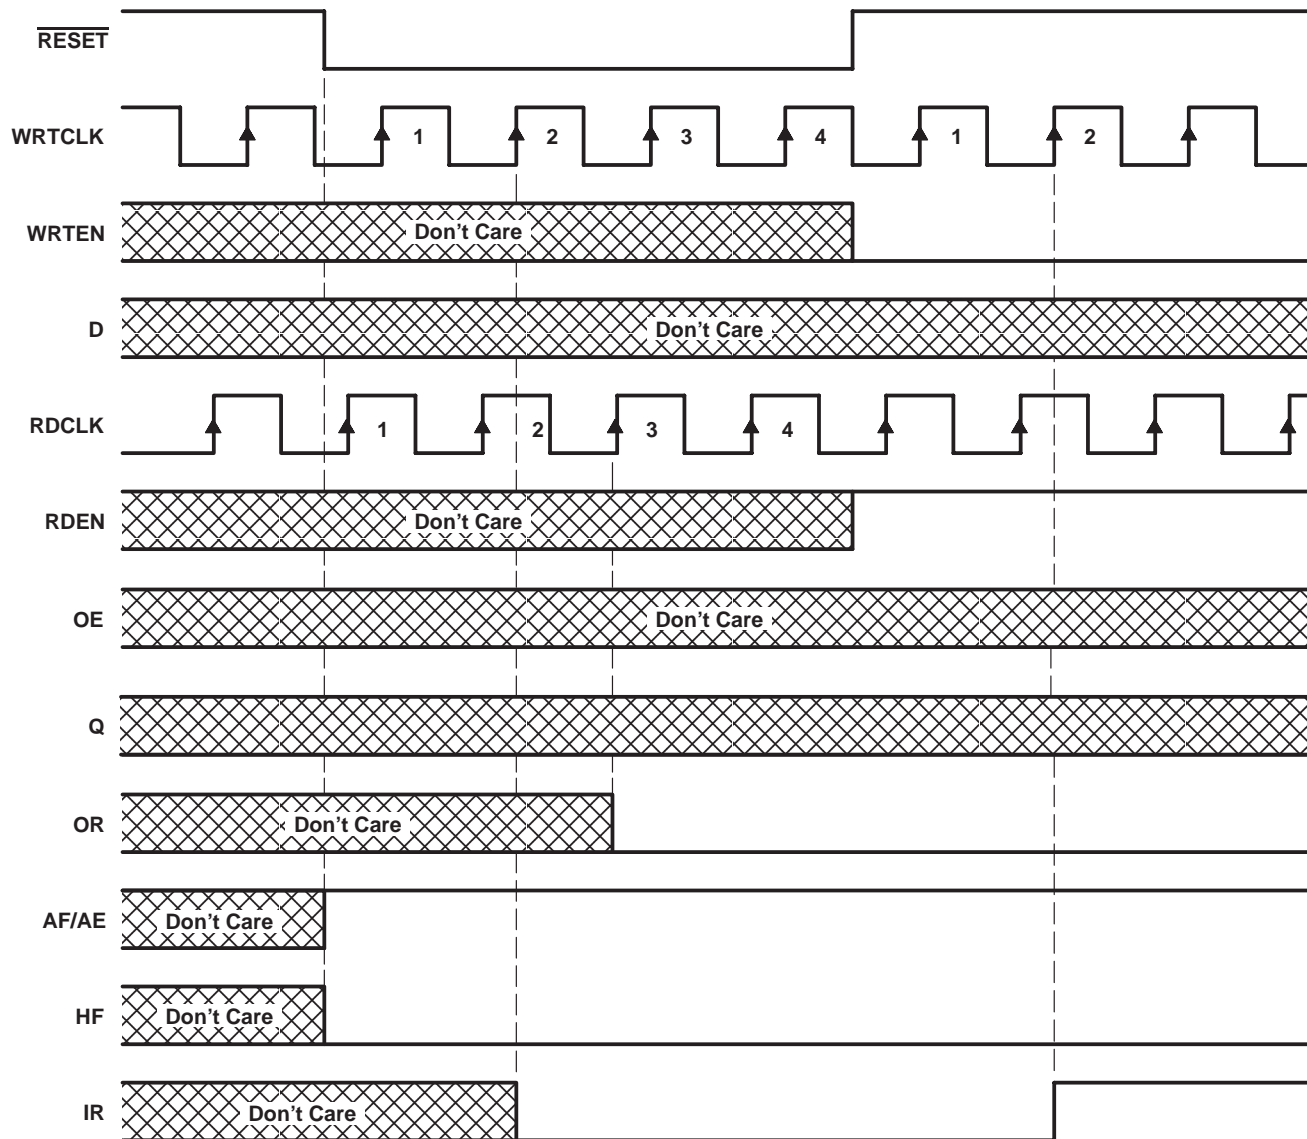 RESET
WRTCLK 1 2 3 4 1 2
WRTEN Don't Care
D Don't Care
RDCLK 1 2 3 4
RDEN Don't Care
OE Don't Care
Q
OR Don't Care
AF/AE Don't Care
HF Don't Care
IR Don't Care